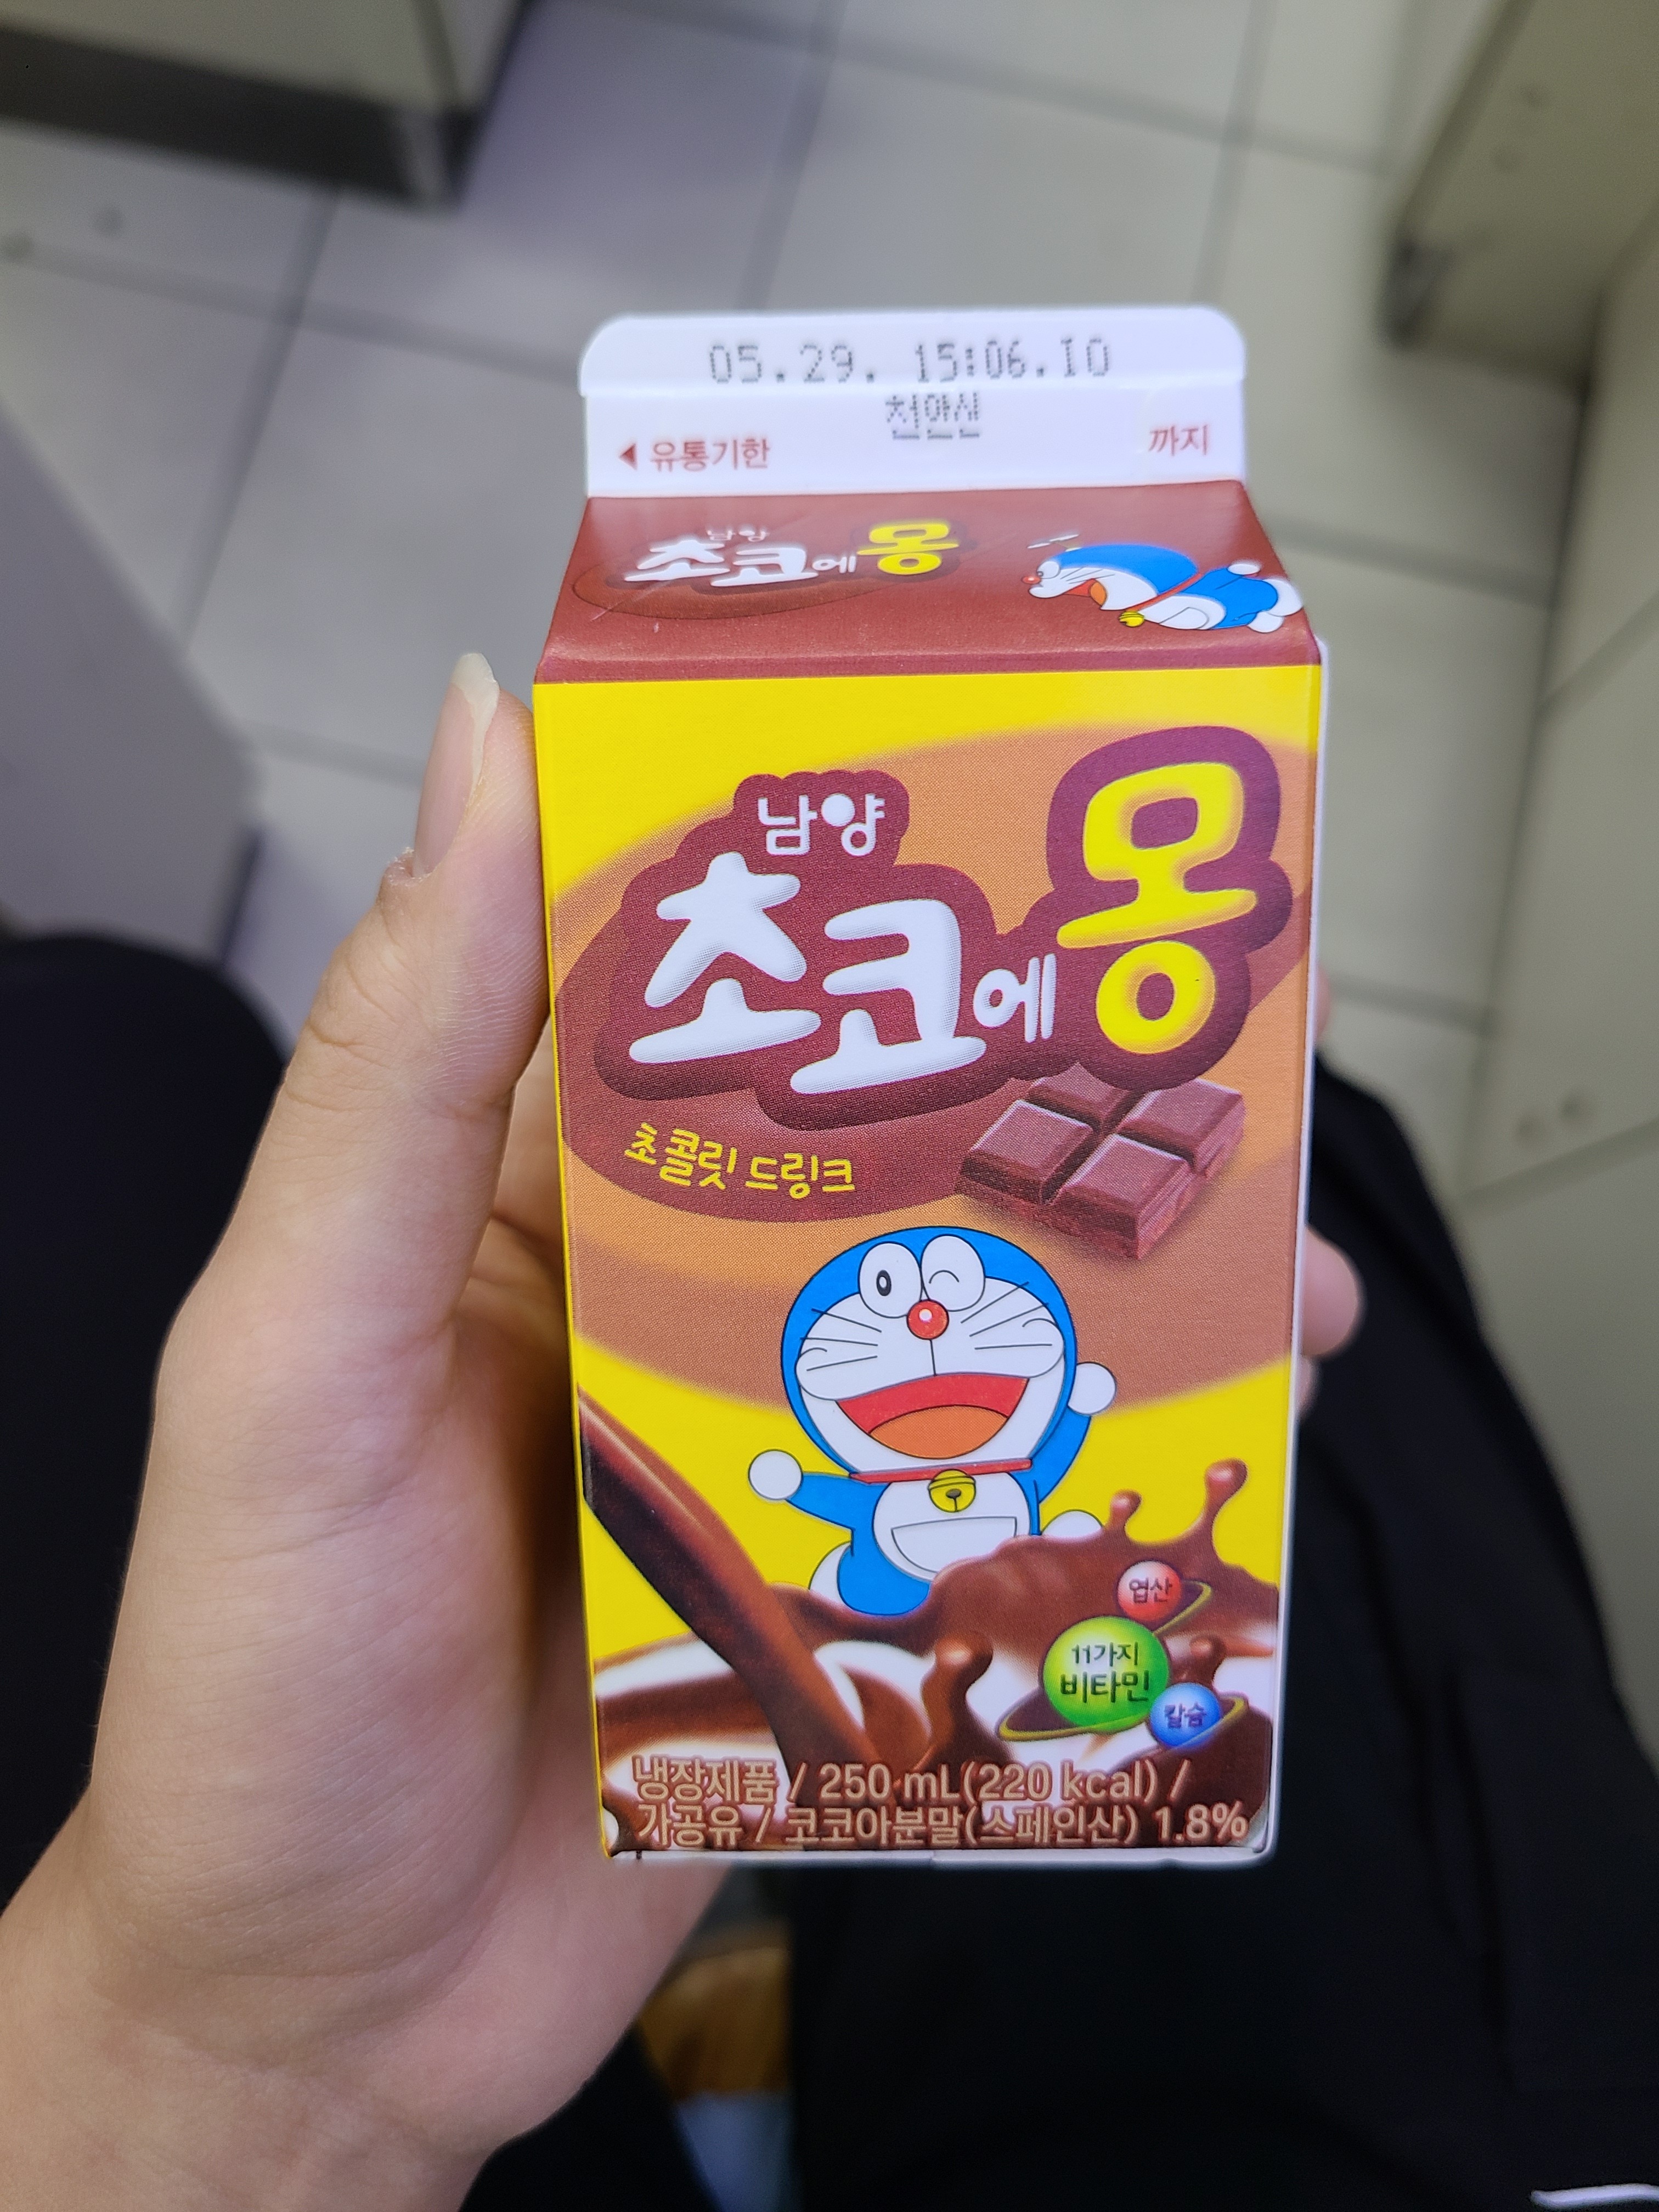 05.29. 15:06.IO
천안신
◀ 유통기한 까지
남양
초코에몽
남양
초코에몽
초콜릿 드링크
엽산
11가지
비타민
칼슘
냉장제품 / 250 mL(220 kcal) /
가공유 / 코코아분말(스페인산) 1.8%